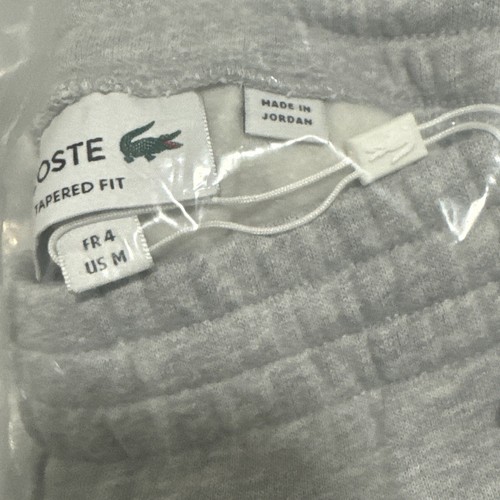 OSTE
TAPERED FIT
MADE IN
JORDAN
FR 4
US M